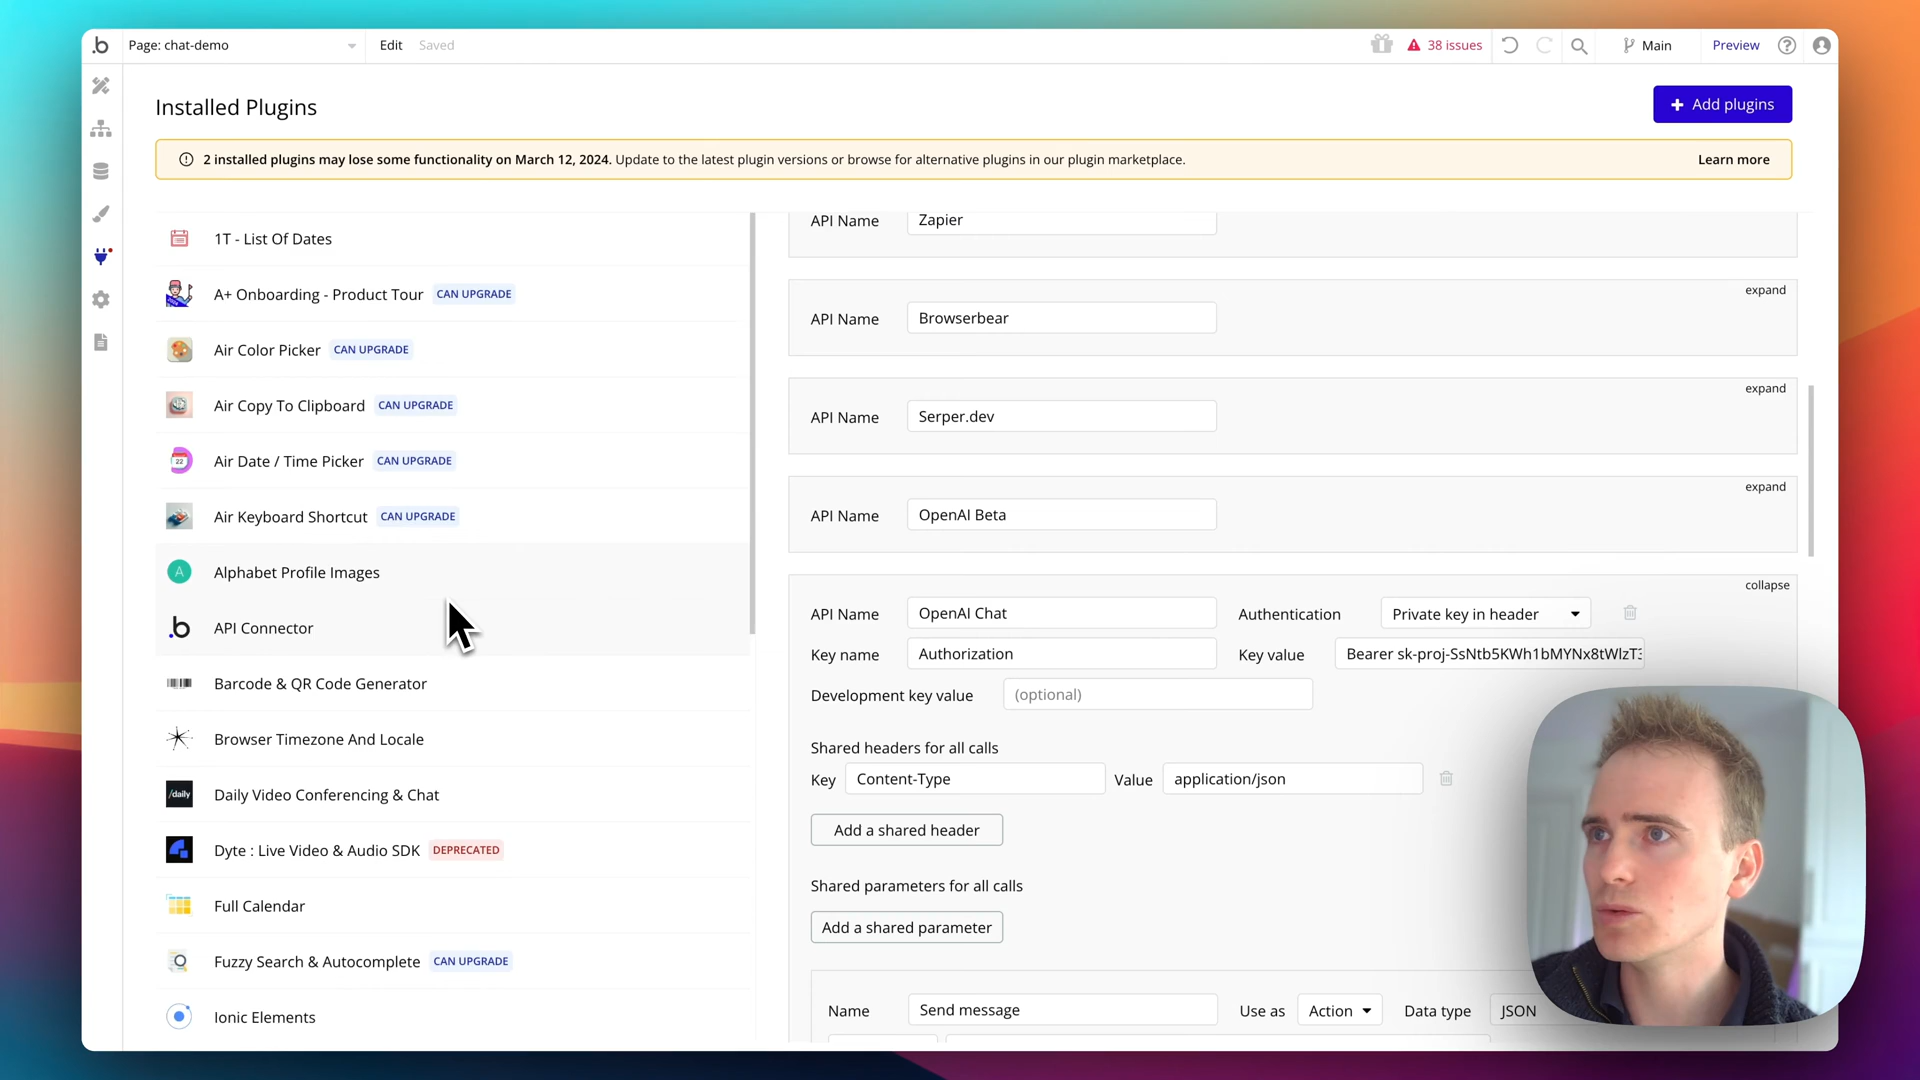 Page: chat-demo
Edit
Saved
38 issues
Main
Preview
Installed Plugins
Add plugins
2 installed plugins may lose some functionality on March 12, 2024. Update to the latest plugin versions or browse for alternative plugins in our plugin marketplace.
Learn more
1T - List Of Dates
A+ Onboarding - Product Tour CAN UPGRADE
Air Color Picker CAN UPGRADE
Air Copy To Clipboard CAN UPGRADE
Air Date / Time Picker CAN UPGRADE
Air Keyboard Shortcut CAN UPGRADE
A Alphabet Profile Images
.b API Connector
Barcode & QR Code Generator
Browser Timezone And Locale
/daily Daily Video Conferencing & Chat
Dyte : Live Video & Audio SDK DEPRECATED
Full Calendar
Fuzzy Search & Autocomplete CAN UPGRADE
Ionic Elements
API Name Zapier
expand
API Name Browserbear
expand
API Name Serper.dev
expand
API Name OpenAI Beta
collapse
API Name OpenAI Chat Authentication Private key in header
Key name Authorization Key value Bearer sk-proj-SsNtb5KWh1bMYNx8tWlzT
Development key value (optional)
Shared headers for all calls
Key Content-Type Value application/json
Add a shared header
Shared parameters for all calls
Add a shared parameter
Name Send message Use as Action Data type JSON